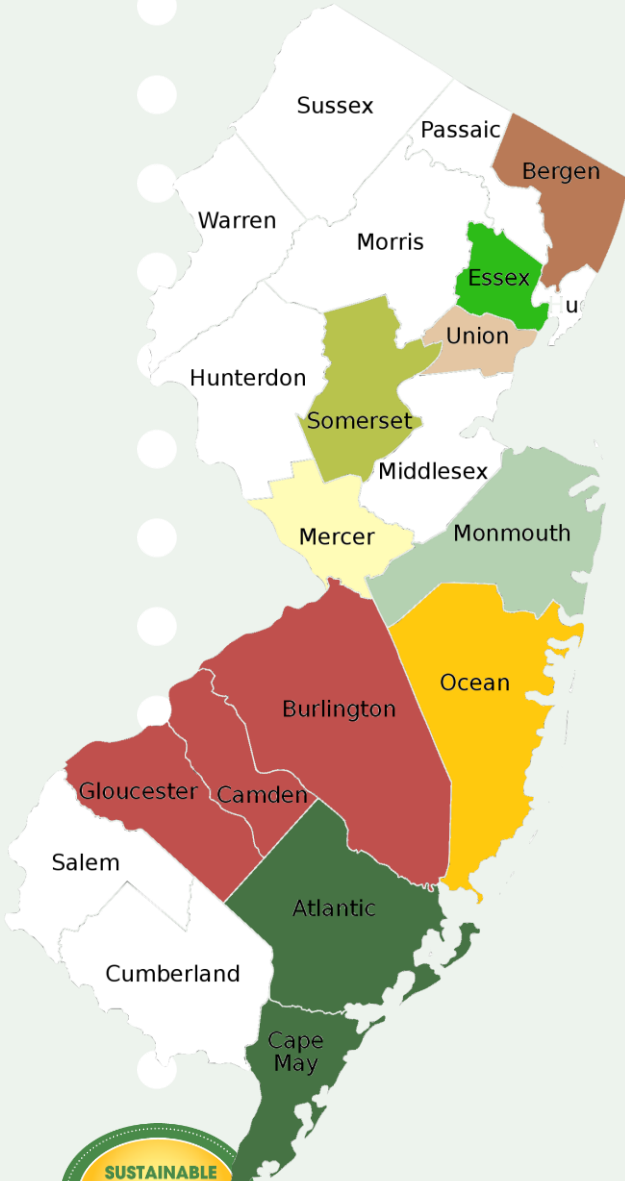 Sussex
Passaic
Bergen
Warren
Morris
Essex
u
Union
Hunterdon
Somerset
Middlesex
Mercer
Monmouth
Ocean
Burlington
Gloucester
Camden
Salem
Atlantic
Cumberland
Cape
May
SUSTAINABLE